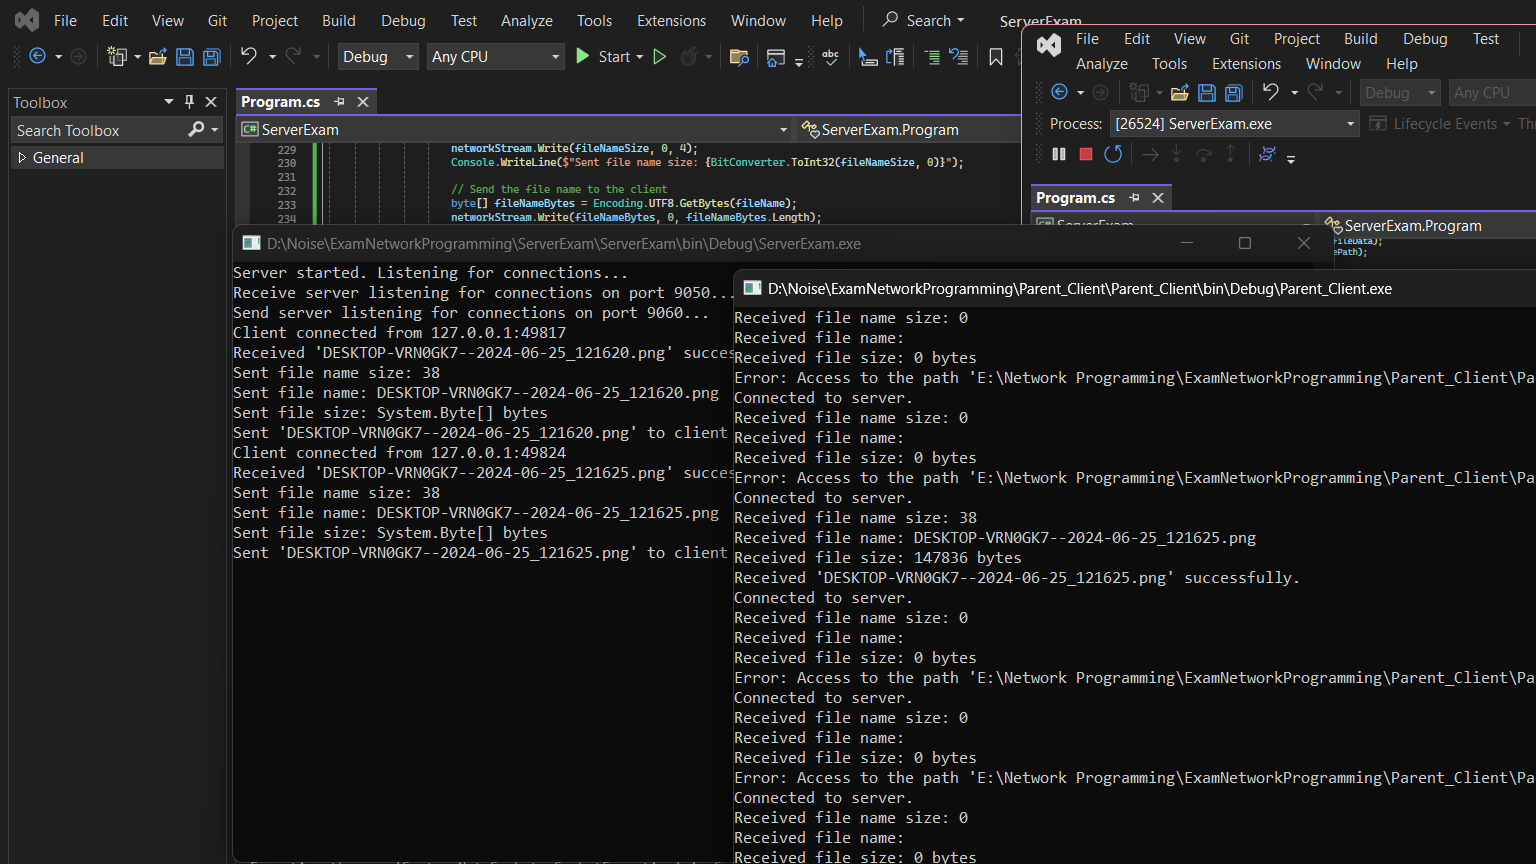 File Edit View Git Project Build Debug Test Analyze Tools Extensions Window Help Search ServerExam
Debug Any CPU Start
Toolbox
Search Toolbox
General
Program.cs
ServerExam ServerExam.Program
229 networkStream.Write(fileNameSize, 0, 4);
230 Console.WriteLine($"Sent file name size: {BitConverter.ToInt32(fileNameSize, 0)}");
231
232 // Send the file name to the client
233 byte[] fileNameBytes = Encoding.UTF8.GetBytes(fileName);
234 networkStream.Write(fileNameBytes, 0, fileNameBytes.Length);
File Edit View Git Project Build Debug Test
Analyze Tools Extensions Window Help
Debug Any CPU
Process: [26524] ServerExam.exe Lifecycle Events
Program.cs
ServerExam ServerExam.Program
D:\Noise\ExamNetworkProgramming\ServerExam\ServerExam\bin\Debug\ServerExam.exe
Server started. Listening for connections...
Receive server listening for connections on port 9050...
Send server listening for connections on port 9060...
Client connected from 127.0.0.1:49817
Received 'DESKTOP-VRN0GK7--2024-06-25_121620.png' succes
Sent file name size: 38
Sent file name: DESKTOP-VRN0GK7--2024-06-25_121620.png
Sent file size: System.Byte[] bytes
Sent 'DESKTOP-VRN0GK7--2024-06-25_121620.png' to client
Client connected from 127.0.0.1:49824
Received 'DESKTOP-VRN0GK7--2024-06-25_121625.png' succes
Sent file name size: 38
Sent file name: DESKTOP-VRN0GK7--2024-06-25_121625.png
Sent file size: System.Byte[] bytes
Sent 'DESKTOP-VRN0GK7--2024-06-25_121625.png' to client
D:\Noise\ExamNetworkProgramming\Parent_Client\Parent_Client\bin\Debug\Parent_Client.exe
Received file name size: 0
Received file name:
Received file size: 0 bytes
Error: Access to the path 'E:\Network Programming\ExamNetworkProgramming\Parent_Client\Pa
Connected to server.
Received file name size: 0
Received file name:
Received file size: 0 bytes
Error: Access to the path 'E:\Network Programming\ExamNetworkProgramming\Parent_Client\Pa
Connected to server.
Received file name size: 38
Received file name: DESKTOP-VRN0GK7--2024-06-25_121625.png
Received file size: 147836 bytes
Received 'DESKTOP-VRN0GK7--2024-06-25_121625.png' successfully.
Connected to server.
Received file name size: 0
Received file name:
Received file size: 0 bytes
Error: Access to the path 'E:\Network Programming\ExamNetworkProgramming\Parent_Client\Pa
Connected to server.
Received file name size: 0
Received file name:
Received file size: 0 bytes
Error: Access to the path 'E:\Network Programming\ExamNetworkProgramming\Parent_Client\Pa
Connected to server.
Received file name size: 0
Received file name:
Received file size: 0 bytes